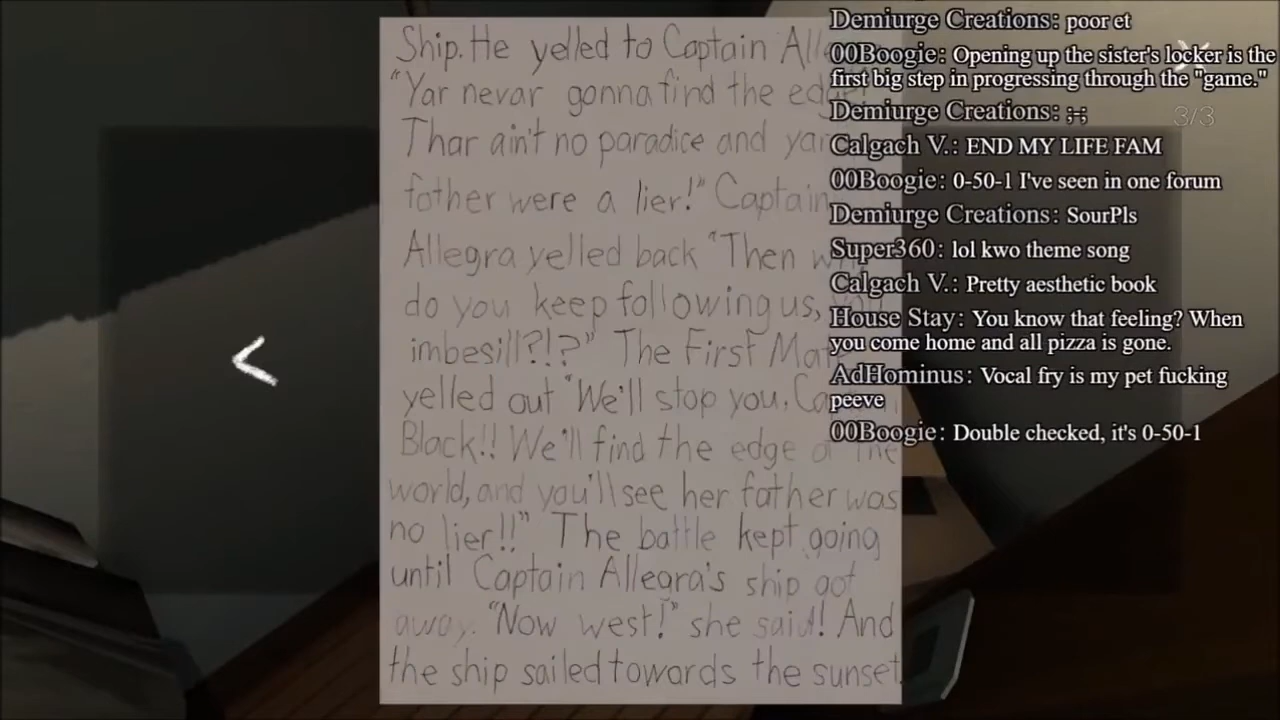 Ship. He yelled to Captain
"Yar nevar gonna find the edge!
Thar ain't no paradice and yar
father were a lier!" Captain
Allegra yelled back "Then why
do you keep following us, you
imbesill?!?" The First Mate
yelled out "We'll stop you, Captain
Black!! We'll find the edge of the
world, and you'll see her father was
no lier!!" The battle kept going
until Captain Allegra's ship got
away. "Now west!" she said! And
the ship sailed towards the sunset.
Demiurge Creations: poor et
00Boogie: Opening up the sister's locker is the
first big step in progressing through the "game."
Demiurge Creations: ;-;
3/3
Calgach V.: END MY LIFE FAM
00Boogie: 0-50-1 I've seen in one forum
Demiurge Creations: SourPls
Super360: lol kwo theme song
Calgach V.: Pretty aesthetic book
House Stay: You know that feeling? When
you come home and all pizza is gone.
AdHominus: Vocal fry is my pet fucking
peeve
00Boogie: Double checked, it's 0-50-1